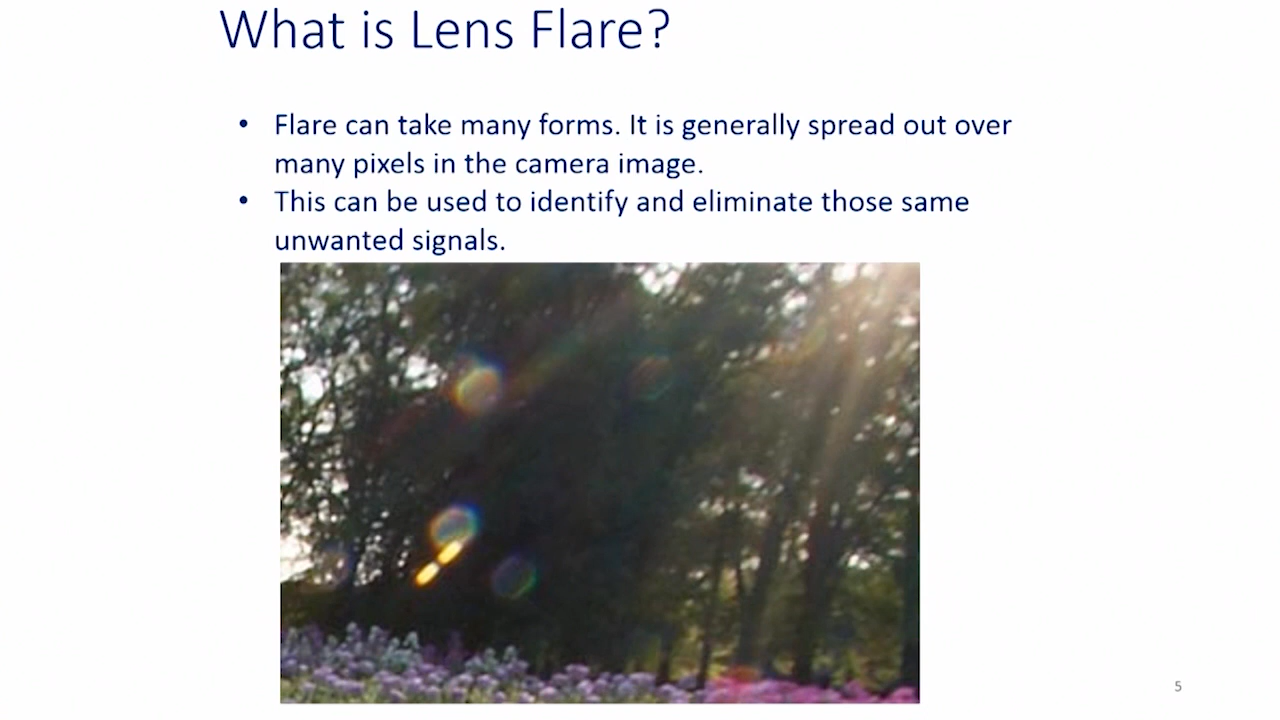 What is Lens Flare?
• Flare can take many forms. It is generally spread out over
many pixels in the camera image.
• This can be used to identify and eliminate those same
unwanted signals.
5